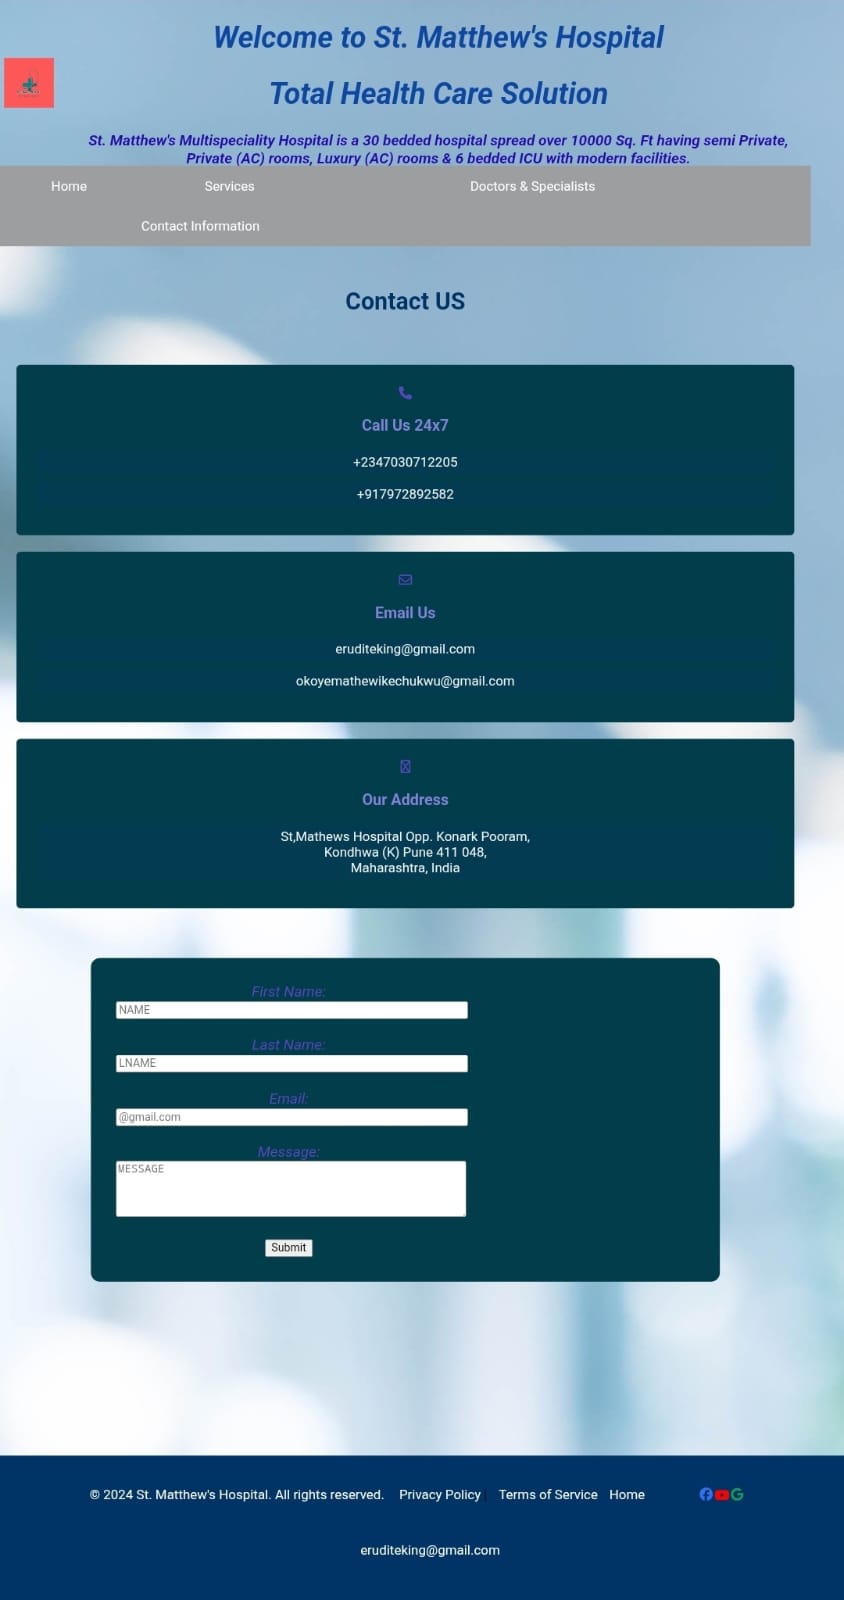 Welcome to St. Matthew's Hospital
Total Health Care Solution
St. Matthew's Multispeciality Hospital is a 30 bedded hospital spread over 10000 Sq. Ft having semi Private,
Private (AC) rooms, Luxury (AC) rooms & 6 bedded ICU with modern facilities.
Home Services Doctors & Specialists
Contact Information
Contact US
Call Us 24x7
+2347030712205
+917972892582
Email Us
eruditeking@gmail.com
okoyemathewikechukwu@gmail.com
Our Address
St,Mathews Hospital Opp. Konark Pooram,
Kondhwa (K) Pune 411 048,
Maharashtra, India
First Name:
NAME
Last Name:
LNAME
Email:
@gmail.com
Message:
MESSAGE
Submit
© 2024 St. Matthew's Hospital. All rights reserved. Privacy Policy | Terms of Service Home
eruditeking@gmail.com